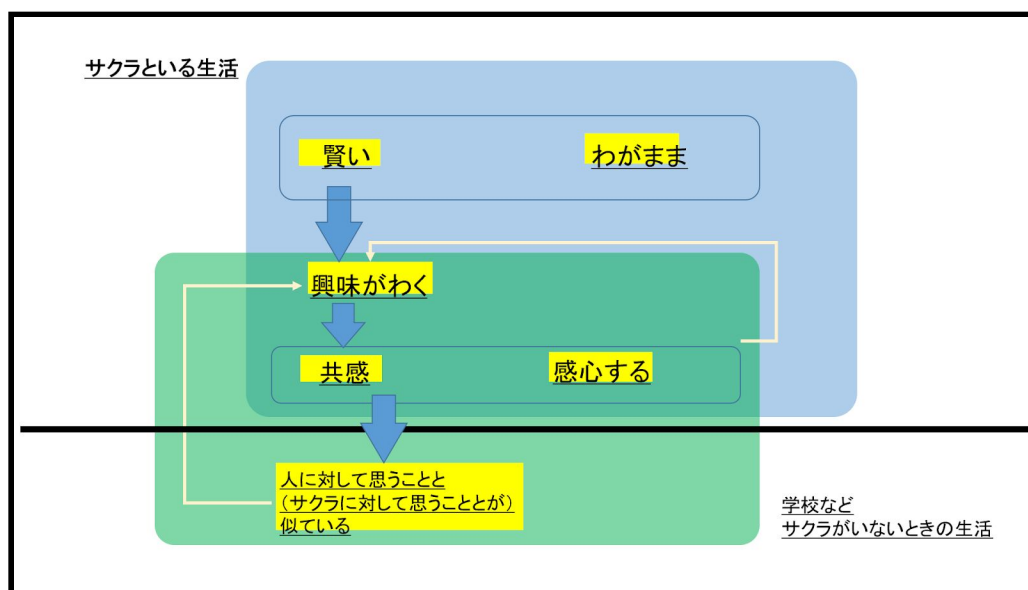 サクラといる生活
賢い
わがまま
興味がわく
共感
感心する
人に対して思うことと
（サクラに対して思うこととが）
似ている
学校など
サクラがいないときの生活